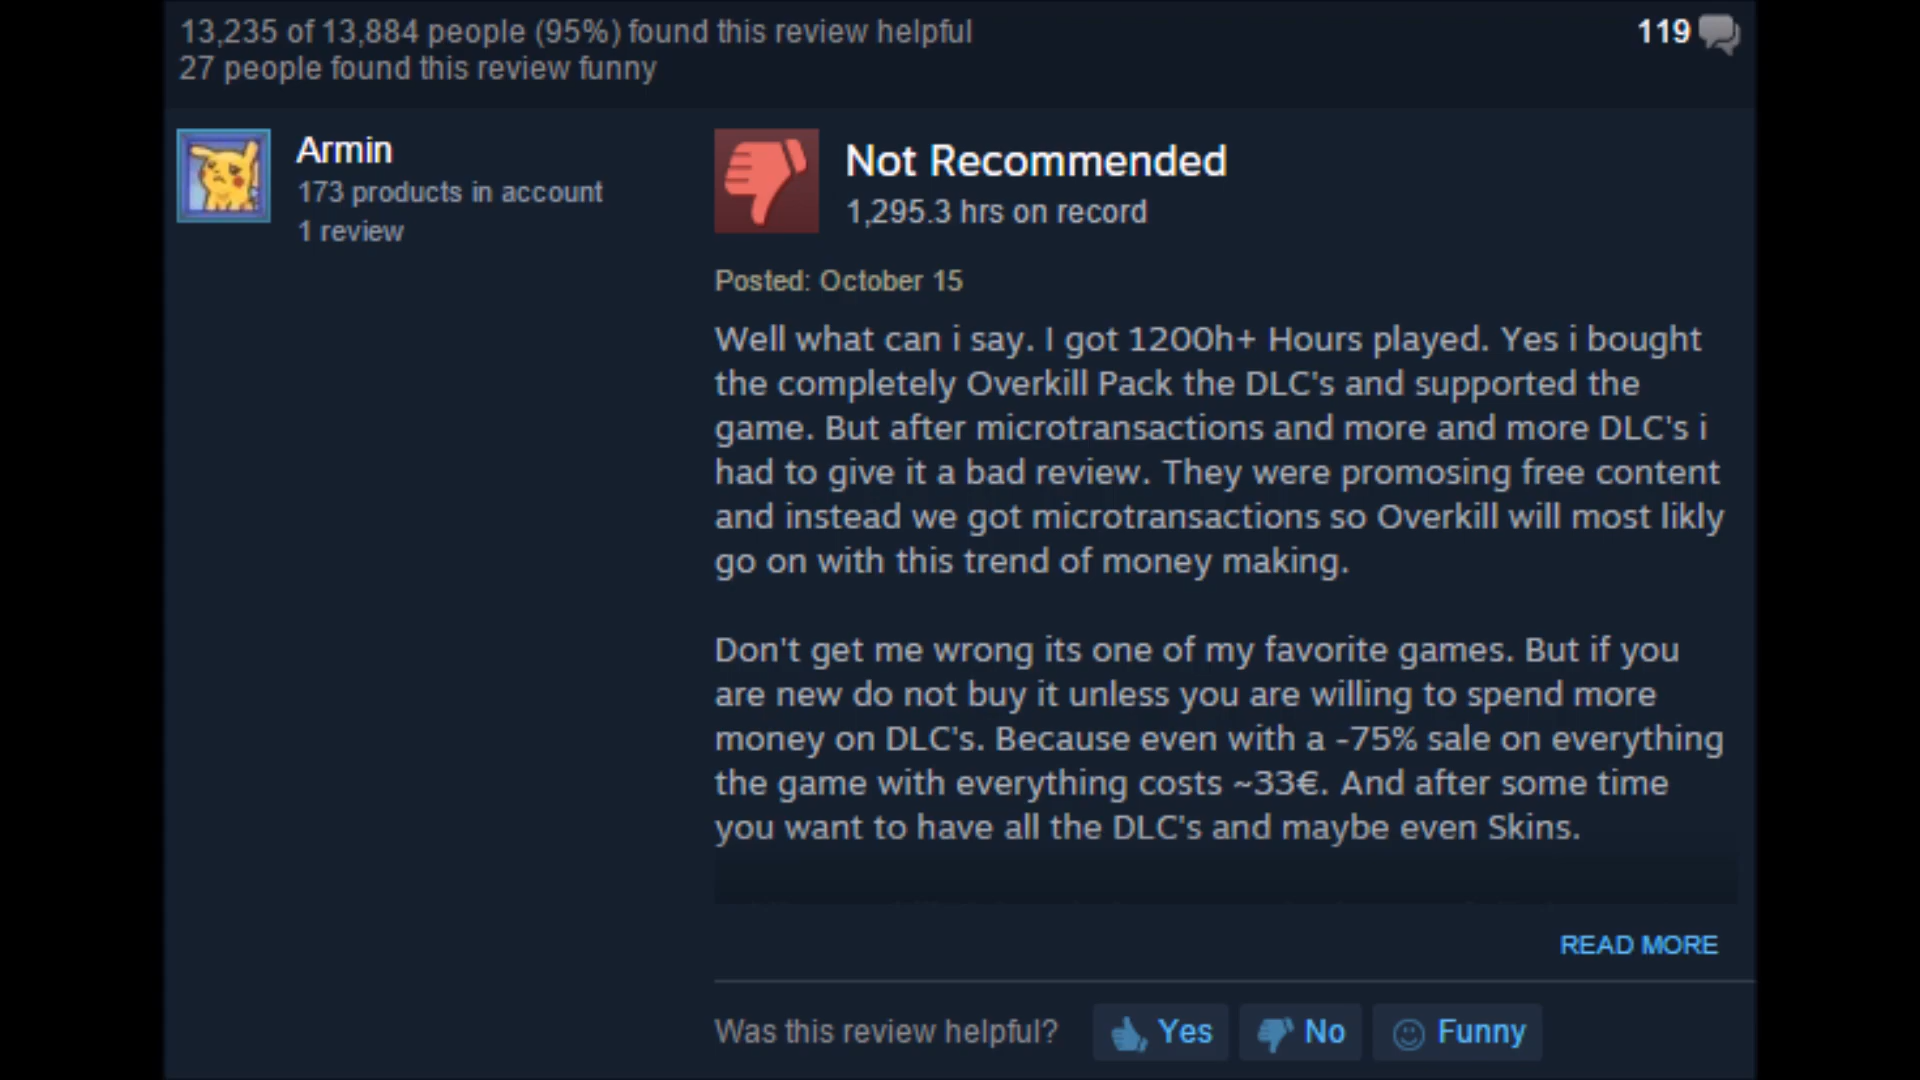 13,235 of 13,884 people (95%) found this review helpful
119
27 people found this review funny
Armin
173 products in account
1 review
Not Recommended
1,295.3 hrs on record
Posted: October 15
Well what can i say. I got 1200h+ Hours played. Yes i bought
the completely Overkill Pack the DLC's and supported the
game. But after microtransactions and more and more DLC's i
had to give it a bad review. They were promosing free content
and instead we got microtransactions so Overkill will most likly
go on with this trend of money making.
Don't get me wrong its one of my favorite games. But if you
are new do not buy it unless you are willing to spend more
money on DLC's. Because even with a -75% sale on everything
the game with everything costs ~33€. And after some time
you want to have all the DLC's and maybe even Skins.
READ MORE
Was this review helpful? Yes No Funny